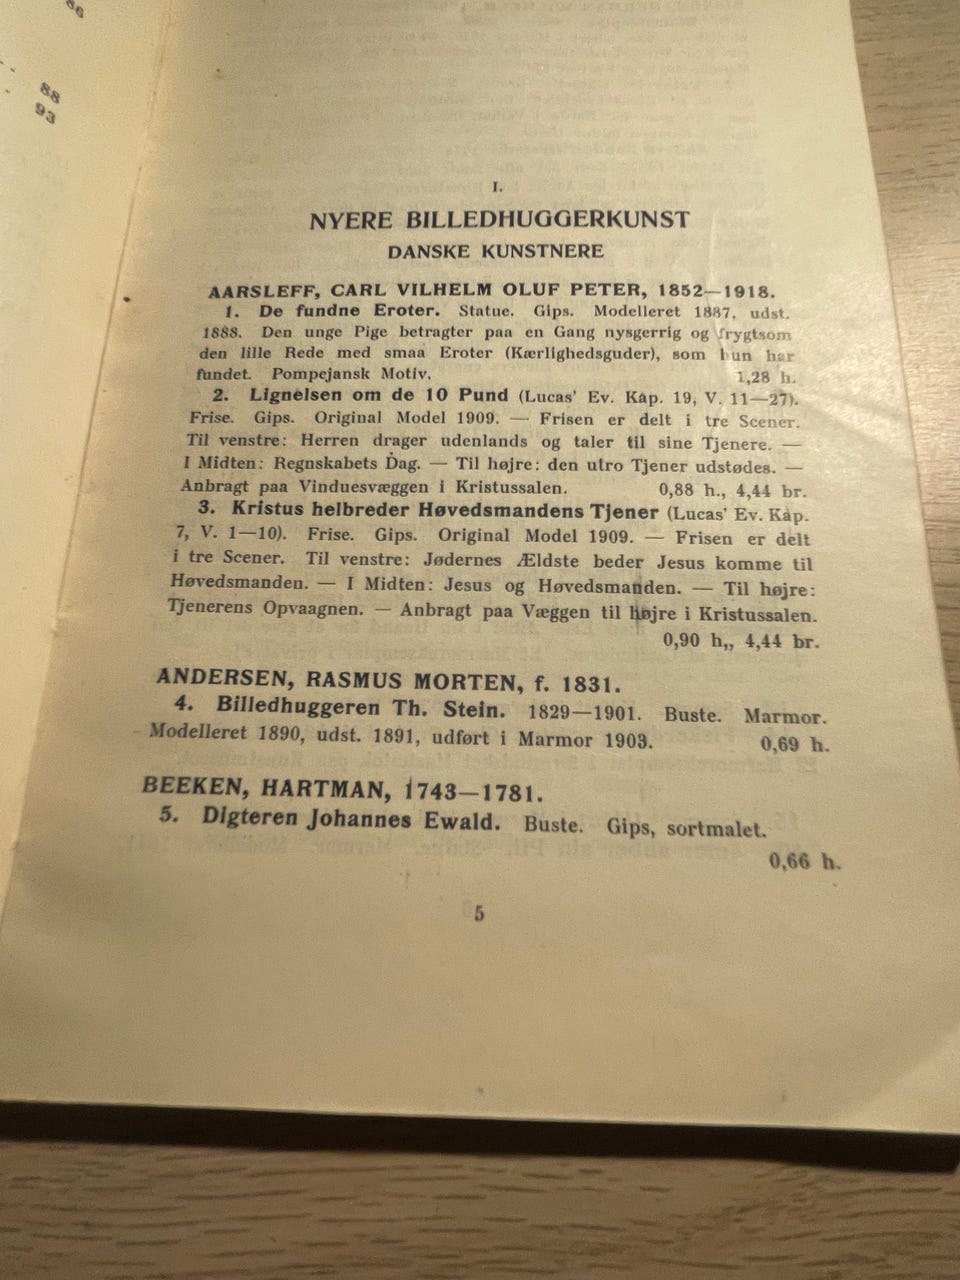 86
88
93
I.
NYERE BILLEDHUGGERKUNST
DANSKE KUNSTNERE
AARSLEFF, CARL VILHELM OLUF PETER, 1852—1918.
1. De fundne Eroter. Statue. Gips. Modelleret 1887, udst.
1888. Den unge Pige betragter paa en Gang nysgerrig og frygtsom
den lille Rede med smaa Eroter (Kærlighedsguder), som hun har
fundet. Pompejansk Motiv. 1,28 h.
2. Lignelsen om de 10 Pund (Lucas' Ev. Kap. 19, V. 11—27).
Frise. Gips. Original Model 1909. — Frisen er delt i tre Scener.
Til venstre: Herren drager udenlands og taler til sine Tjenere. —
I Midten: Regnskabets Dag. — Til højre: den utro Tjener udstødes. —
Anbragt paa Vinduesvæggen i Kristussalen. 0,88 h., 4,44 br.
3. Kristus helbreder Høvedsmandens Tjener (Lucas' Ev. Kap.
7, V. 1—10). Frise. Gips. Original Model 1909. — Frisen er delt
i tre Scener. Til venstre: Jødernes Ældste beder Jesus komme til
Høvedsmanden. — I Midten: Jesus og Høvedsmanden. — Til højre:
Tjenerens Opvaagnen. — Anbragt paa Væggen til højre i Kristussalen.
0,90 h,, 4,44 br.
ANDERSEN, RASMUS MORTEN, f. 1831.
4. Billedhuggeren Th. Stein. 1829—1901. Buste. Marmor.
Modelleret 1890, udst. 1891, udført i Marmor 1903. 0,69 h.
BEEKEN, HARTMAN, 1743—1781.
5. Digteren Johannes Ewald. Buste. Gips, sortmalet.
0,66 h.
5